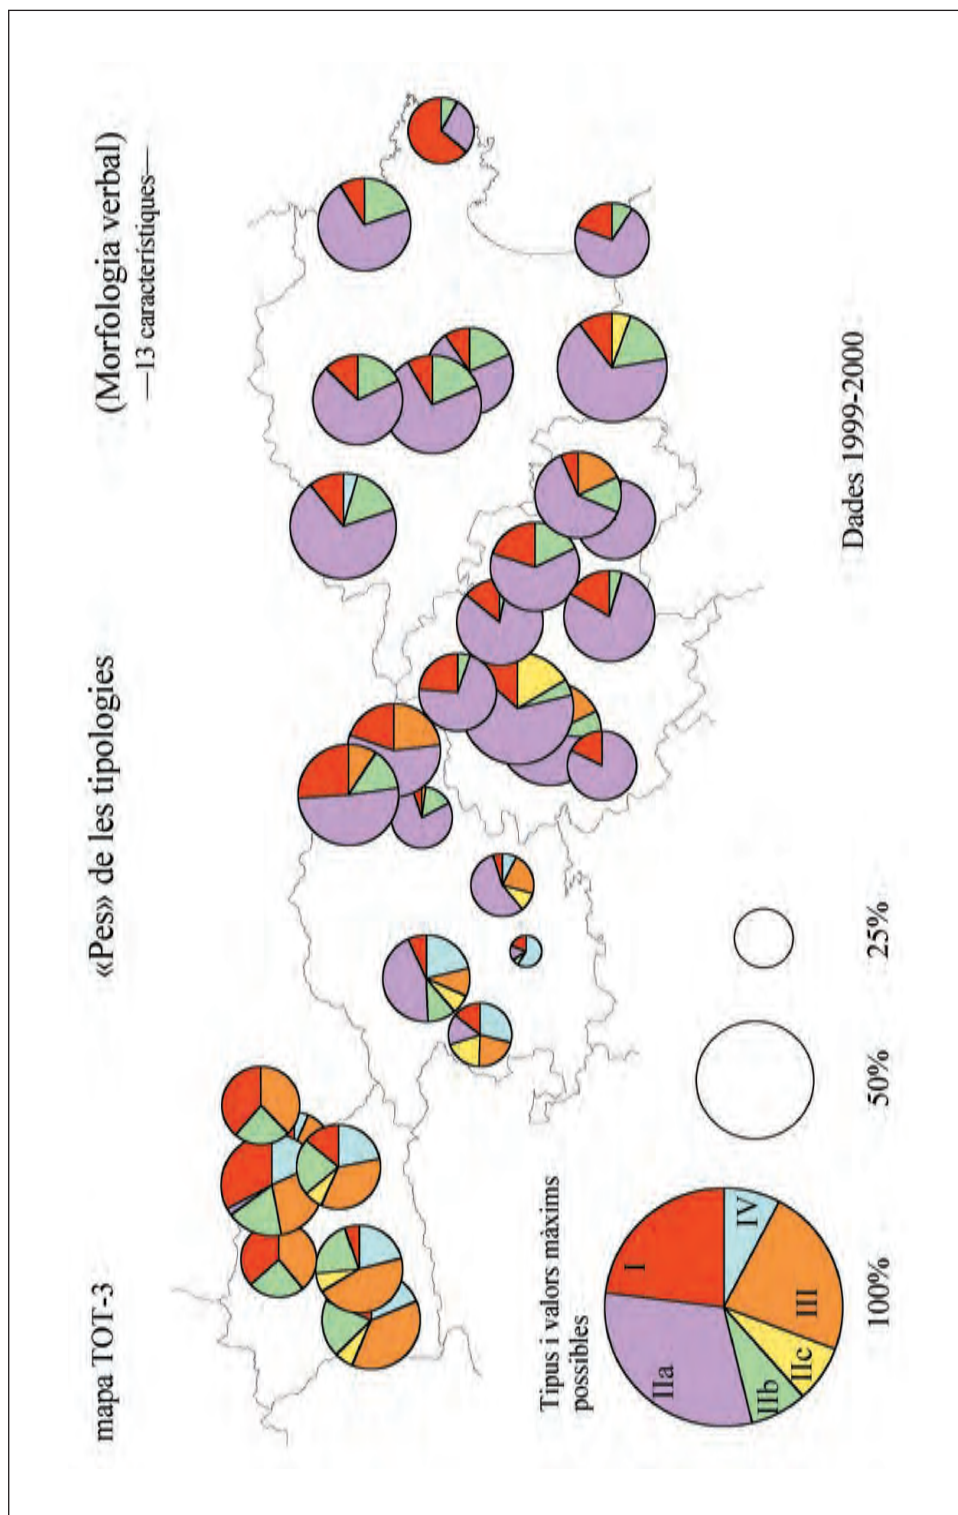 mapa TOT-3
«Pes» de les tipologies
(Morfologia verbal)
—13 característiques—
Tipus i valors màxims
possibles
I
IIa
IIb
IIc
III
IV
100%
50%
25%
Dades 1999-2000